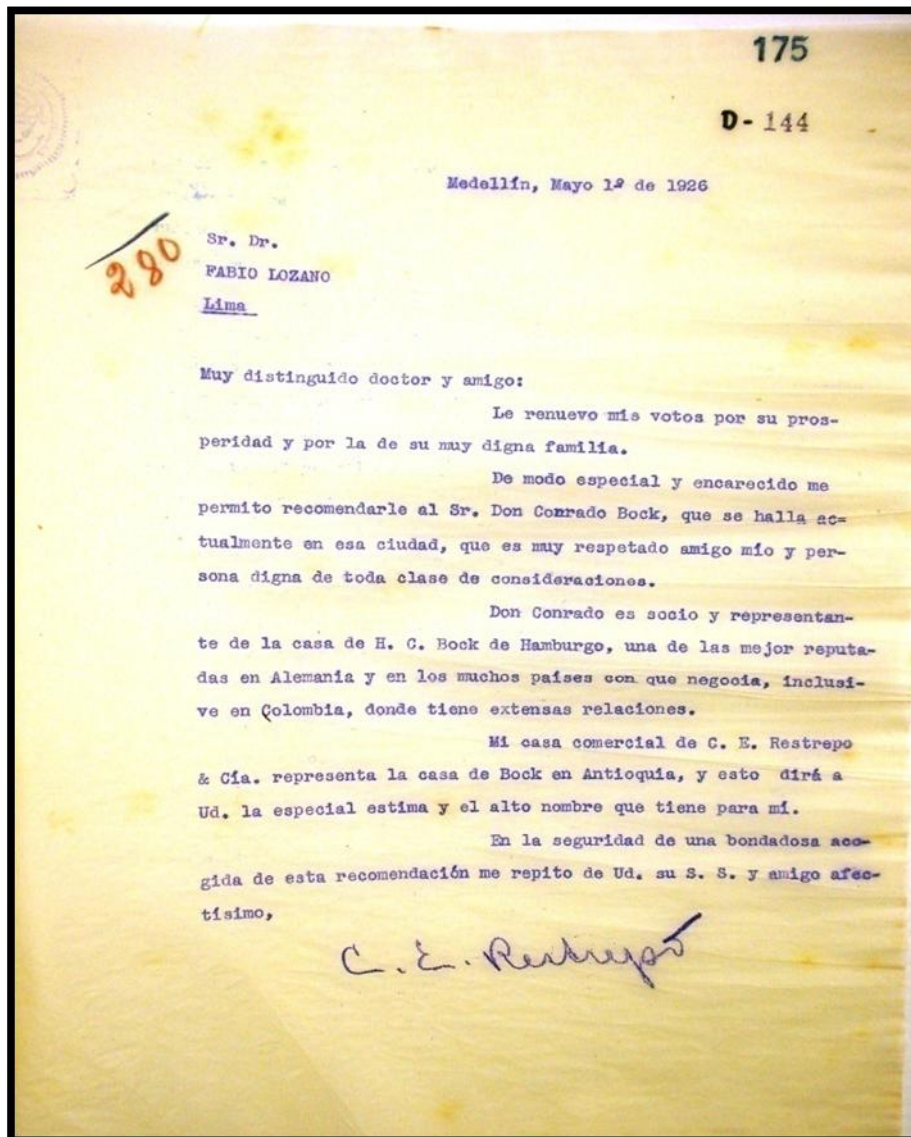 175
D-144
Medellín, Mayo 1º de 1926
280
Sr. Dr.
FABIO LOZANO
Lima
Muy distinguido doctor y amigo:
Le renuevo mis votos por su pros-
peridad y por la de su muy digna familia.
De modo especial y encarecido me
permito recomendarle al Sr. Don Conrado Bock, que se halla ac=
tualmente en esa ciudad, que es muy respetado amigo mío y per-
sona digna de toda clase de consideraciones.
Don Conrado es socio y representan-
te de la casa de H. C. Bock de Hamburgo, una de las mejor reputa-
das en Alemania y en los muchos países con que negocia, inclusi-
ve en Colombia, donde tiene extensas relaciones.
Mi casa comercial de C. E. Restrepo
& Cía. representa la casa de Bock en Antioquia, y esto dirá a
Ud. la especial estima y el alto nombre que tiene para mí.
En la seguridad de una bondadosa aco-
gida de esta recomendación me repito de Ud. su S. S. y amigo afec-
tísimo,
C. E. Restrepo